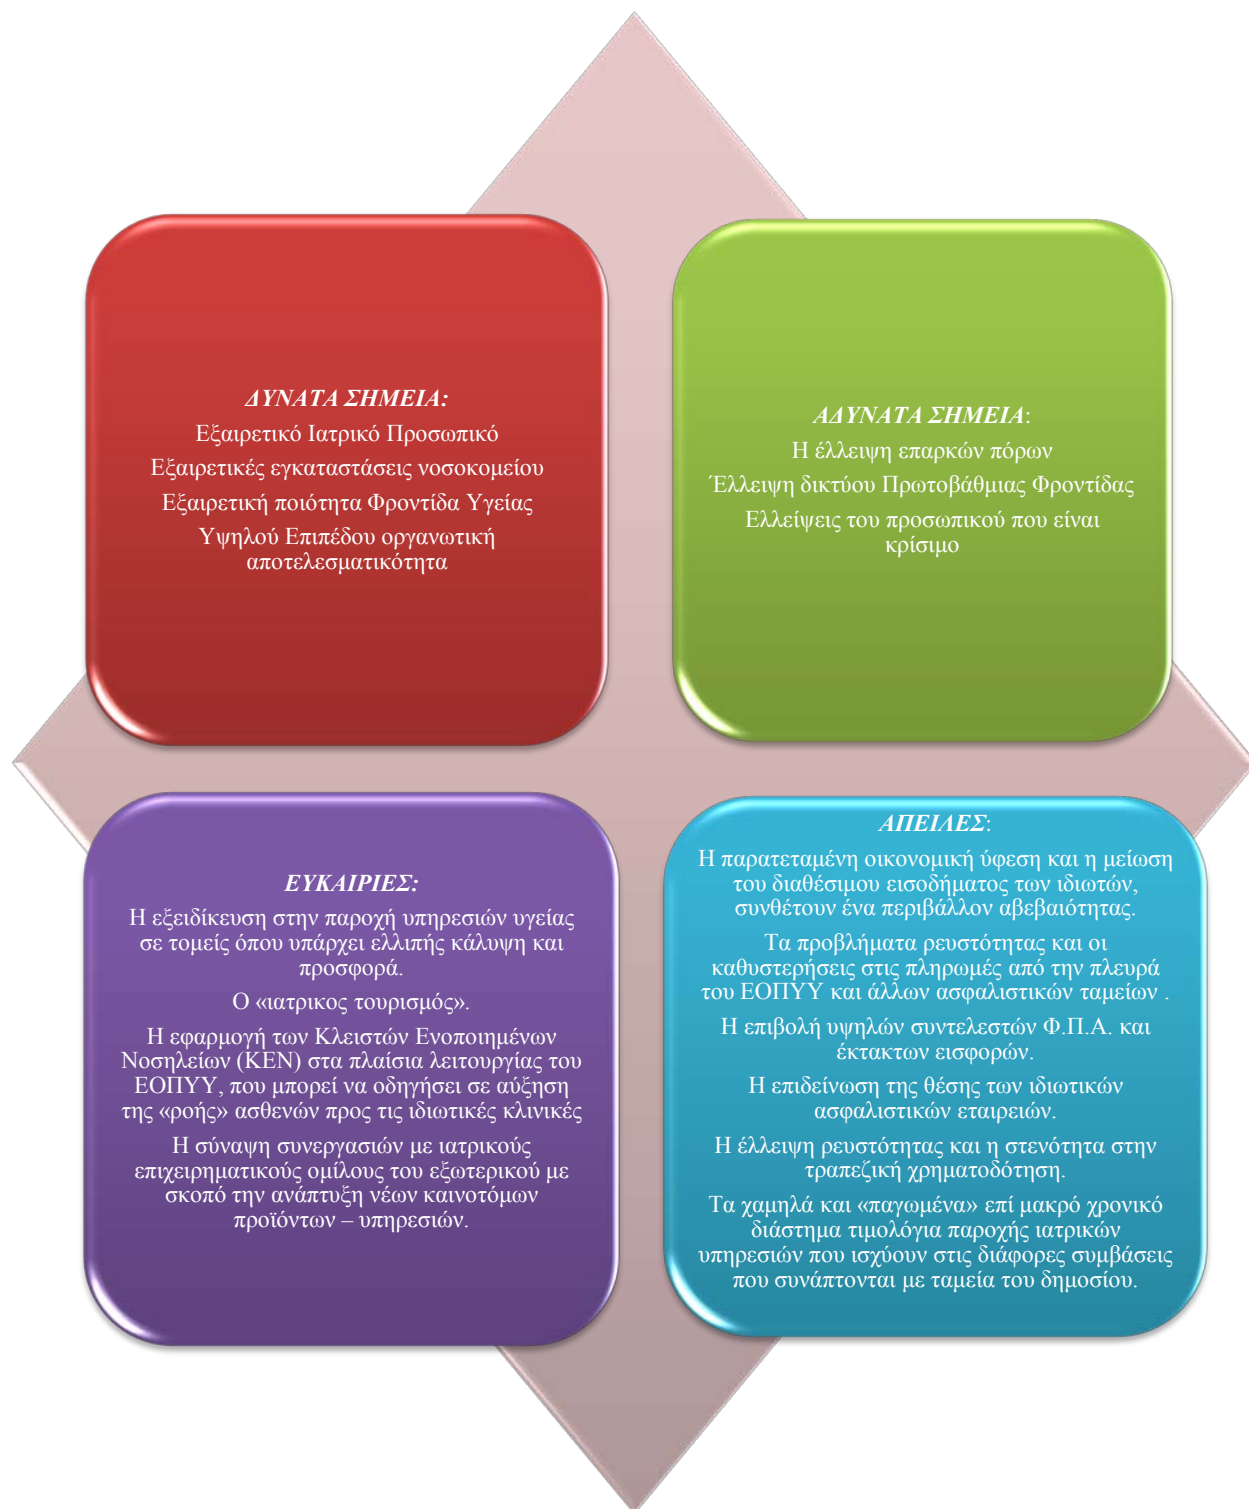 ΔΥΝΑΤΑ ΣΗΜΕΙΑ:
Εξαιρετικό Ιατρικό Προσωπικό
Εξαιρετικές εγκαταστάσεις νοσοκομείου
Εξαιρετική ποιότητα Φροντίδα Υγείας
Υψηλού Επιπέδου οργανωτική
αποτελεσματικότητα
ΑΔΥΝΑΤΑ ΣΗΜΕΙΑ:
Η έλλειψη επαρκών πόρων
Έλλειψη δικτύου Πρωτοβάθμιας Φροντίδας
Ελλείψεις του προσωπικού που είναι
κρίσιμο
ΕΥΚΑΙΡΙΕΣ:
Η εξειδίκευση στην παροχή υπηρεσιών υγείας
σε τομείς όπου υπάρχει ελλιπής κάλυψη και
προσφορά.
Ο «ιατρικος τουρισμός».
Η εφαρμογή των Κλειστών Ενοποιημένων
Νοσηλείων (ΚΕΝ) στα πλαίσια λειτουργίας του
ΕΟΠΥΥ, που μπορεί να οδηγήσει σε αύξηση
της «ροής» ασθενών προς τις ιδιωτικές κλινικές
Η σύναψη συνεργασιών με ιατρικούς
επιχειρηματικούς ομίλους του εξωτερικού με
σκοπό την ανάπτυξη νέων καινοτόμων
προϊόντων – υπηρεσιών.
ΑΠΕΙΛΕΣ:
Η παρατεταμένη οικονομική ύφεση και η μείωση
του διαθέσιμου εισοδήματος των ιδιωτών,
συνθέτουν ένα περιβάλλον αβεβαιότητας.
Τα προβλήματα ρευστότητας και οι
καθυστερήσεις στις πληρωμές από την πλευρά
του ΕΟΠΥΥ και άλλων ασφαλιστικών ταμείων .
Η επιβολή υψηλών συντελεστών Φ.Π.Α. και
έκτακτων εισφορών.
Η επιδείνωση της θέσης των ιδιωτικών
ασφαλιστικών εταιρειών.
Η έλλειψη ρευστότητας και η στενότητα στην
τραπεζική χρηματοδότηση.
Τα χαμηλά και «παγωμένα» επί μακρό χρονικό
διάστημα τιμολόγια παροχής ιατρικών
υπηρεσιών που ισχύουν στις διάφορες συμβάσεις
που συνάπτονται με ταμεία του δημοσίου.